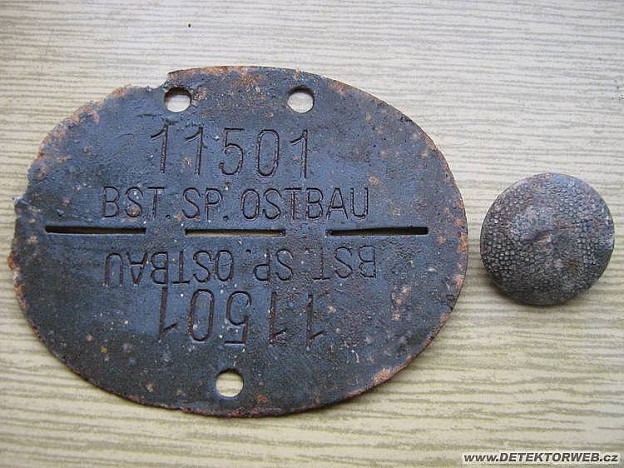 11501
BST. SP. OSTBAU
BST. SP. OSTBAU
11501
www.DETEKTORWEB.cz